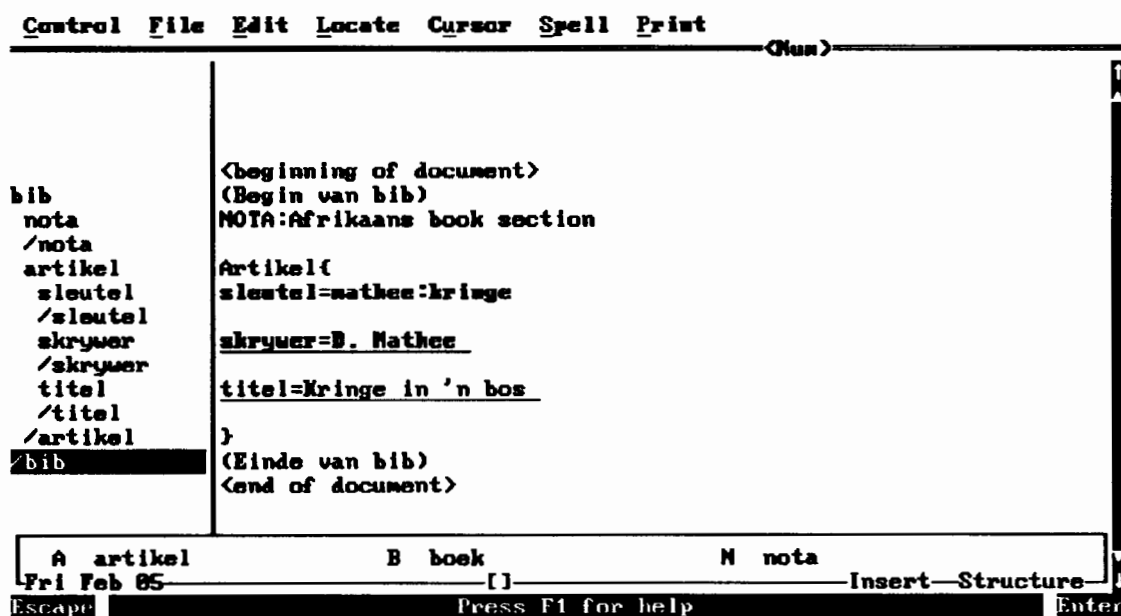 Control File Edit Locate Cursor Spell Print
<Num>
<beginning of document>
bib (Begin van bib)
nota NOTA:Afrikaans book section
/nota
artikel Artikel{
sleutel sleutel=mathee:kringe
/sleutel
skrywer skrywer=D. Mathee
/skrywer
titel titel=Kringe in 'n bos
/titel
/artikel }
/bib (Einde van bib)
<end of document>
A artikel B boek N nota
Fri Feb 05 [] Insert Structure
Escape Press F1 for help Enter